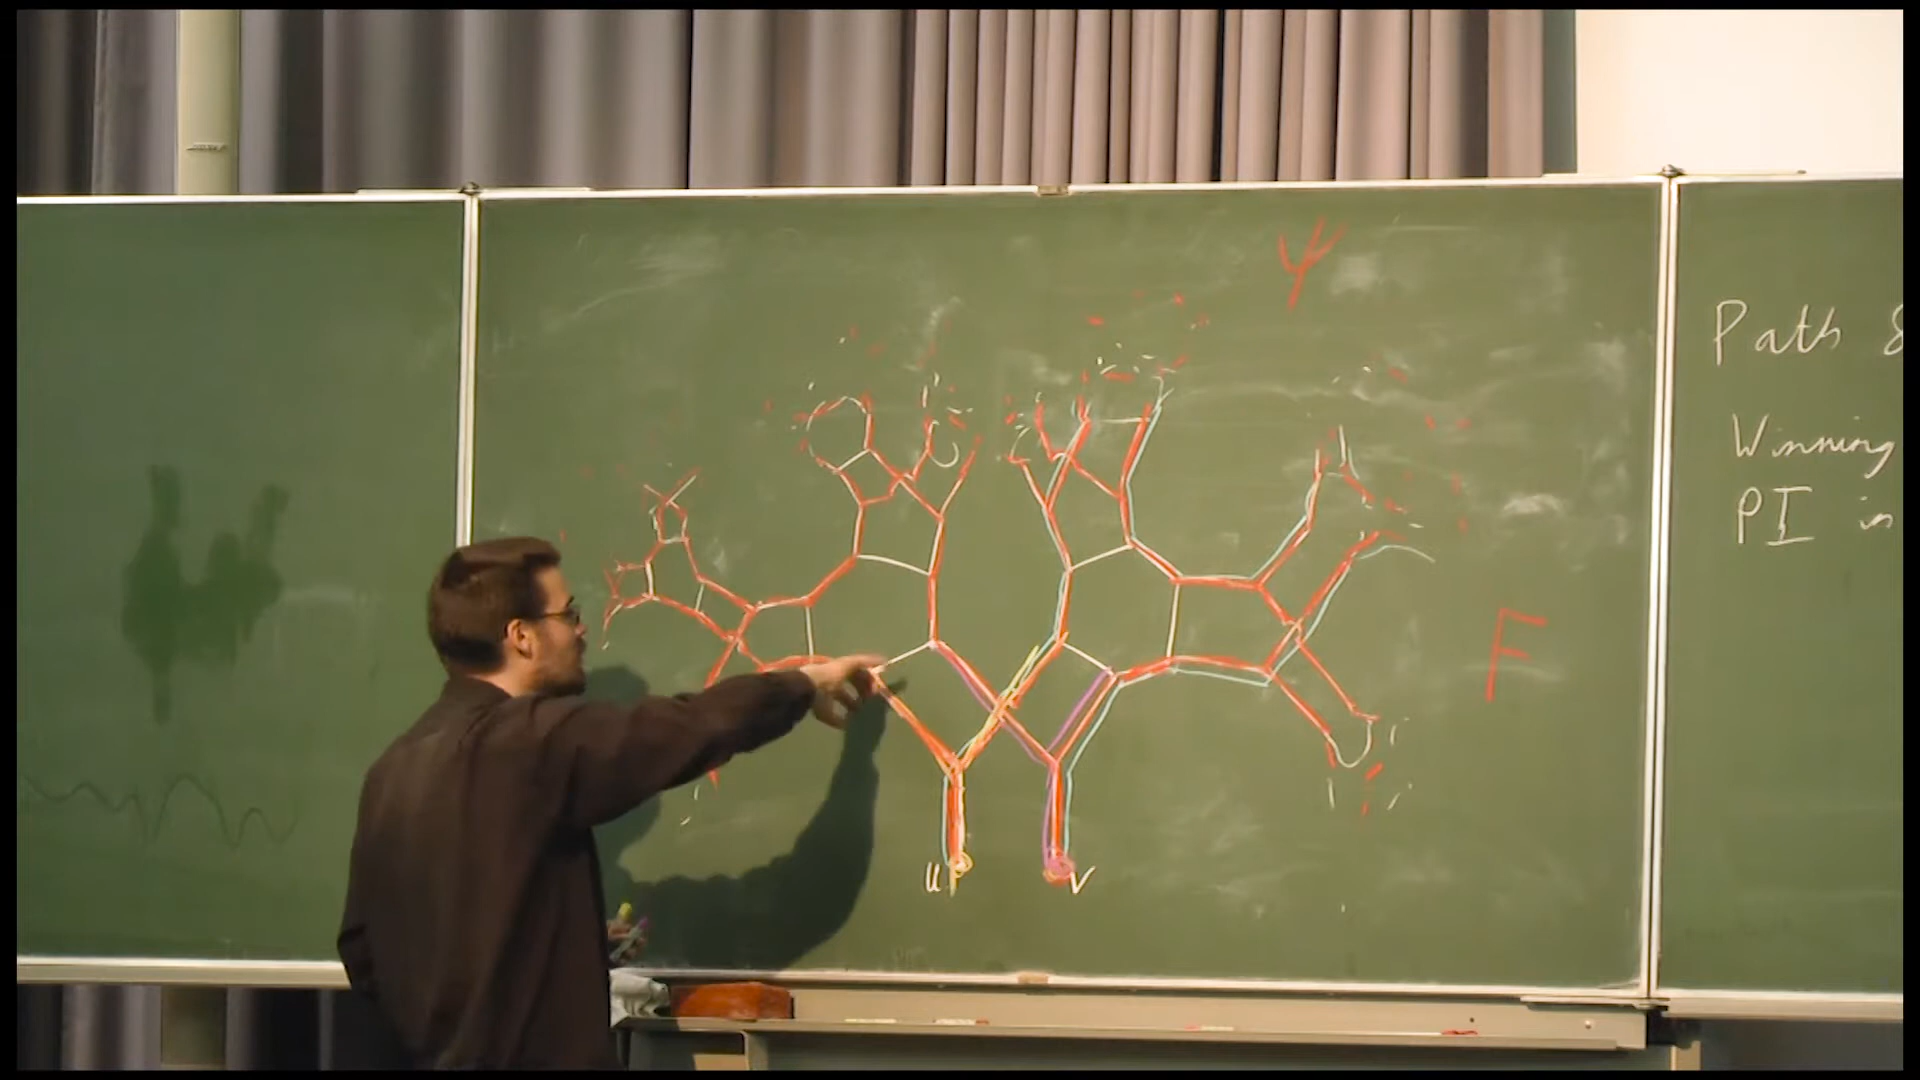 Ψ
F
u
v
Path
Winning
PI in